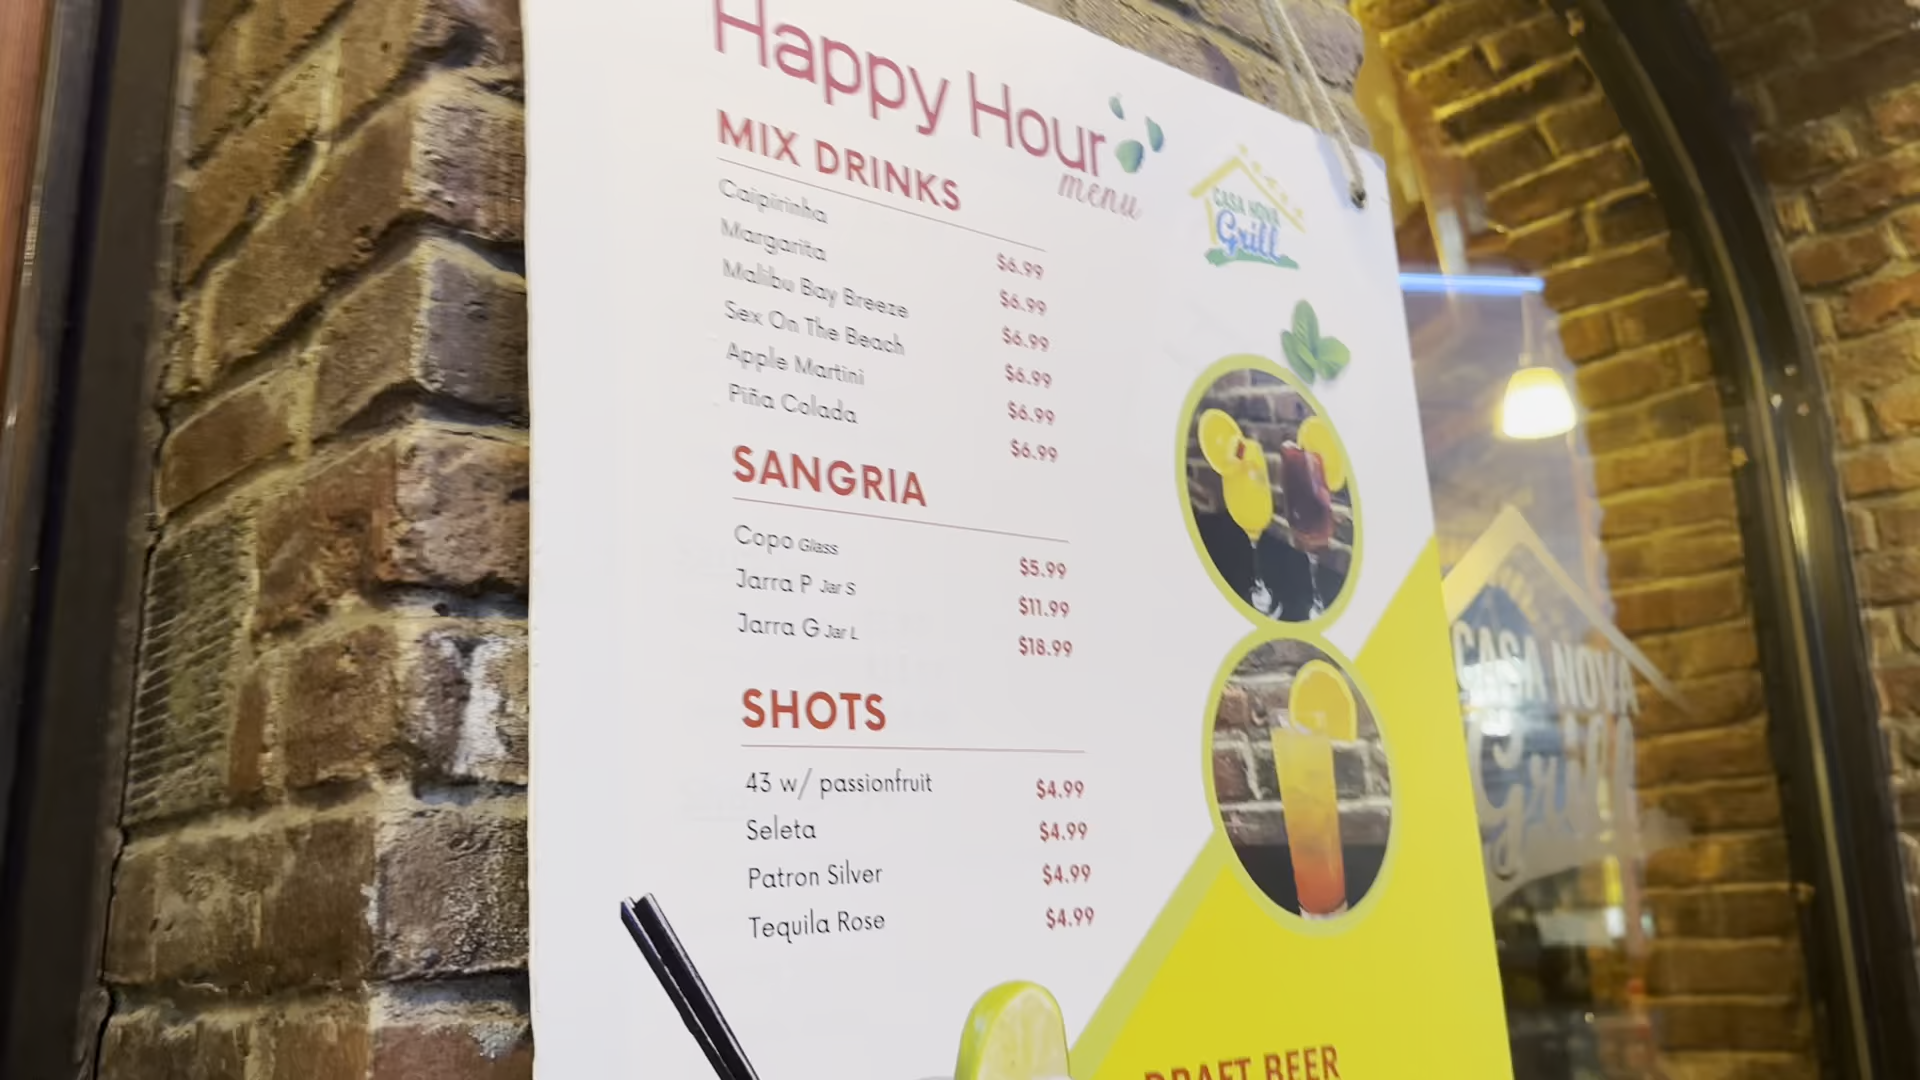 Happy Hour
menu
MIX DRINKS
Caipirinha $6.99
Margarita $6.99
Malibu Bay Breeze $6.99
Sex On The Beach $6.99
Apple Martini $6.99
Piña Colada $6.99
SANGRIA
Copo Glass $5.99
Jarra P Jar S $11.99
Jarra G Jar L $18.99
SHOTS
43 w/ passionfruit $4.99
Seleta $4.99
Patron Silver $4.99
Tequila Rose $4.99
CASA NOVA
Grill
CASA NOVA
Grill
DRAFT BEER